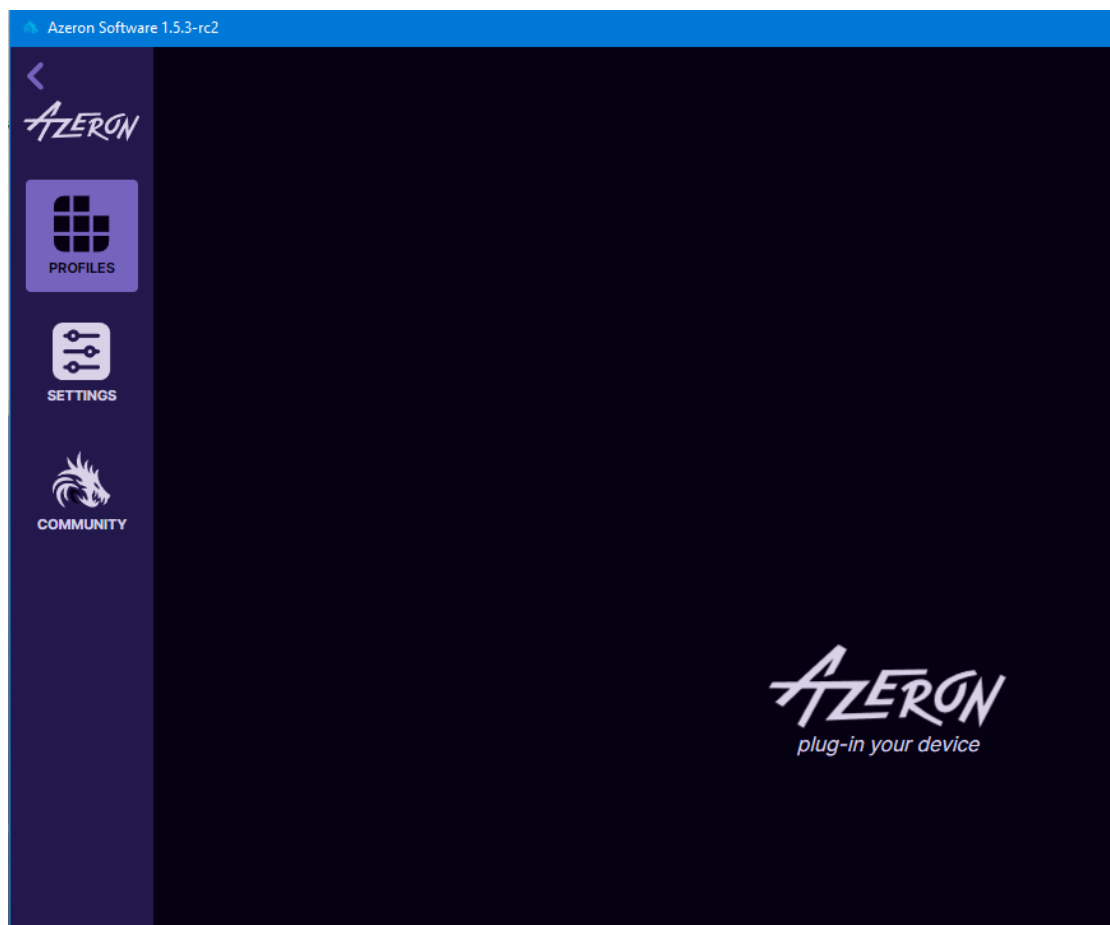 Azeron Software 1.5.3-rc2
AZERON
PROFILES
SETTINGS
COMMUNITY
AZERON
plug-in your device